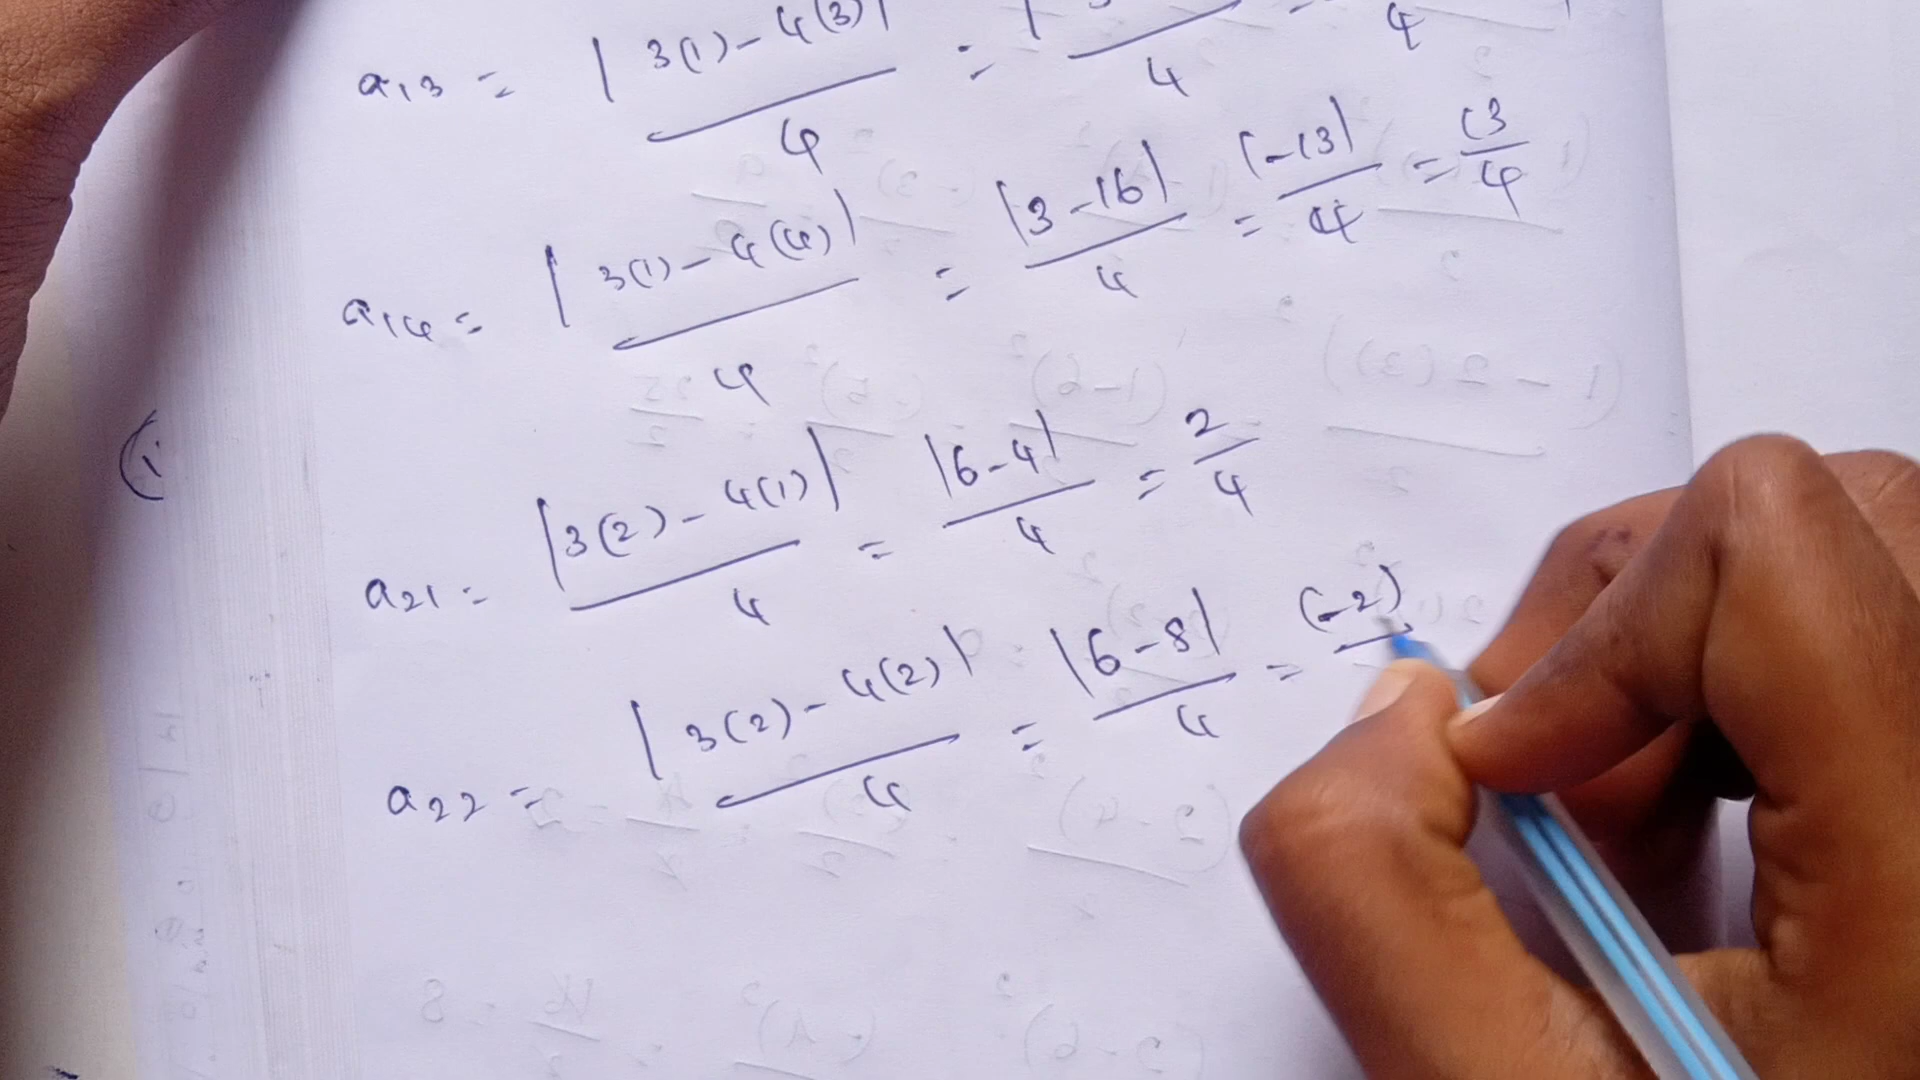 a13 = |3(1)-4(3)|/4 = /4 /4
a14 = |3(1)-4(4)|/4 = |3-16|/4 = |-13|/4 = 13/4
(i
a21 = |3(2)-4(1)|/4 = |6-4|/4 = 2/4
a22 = |3(2)-4(2)|/4 = |6-8|/4 = |-2|